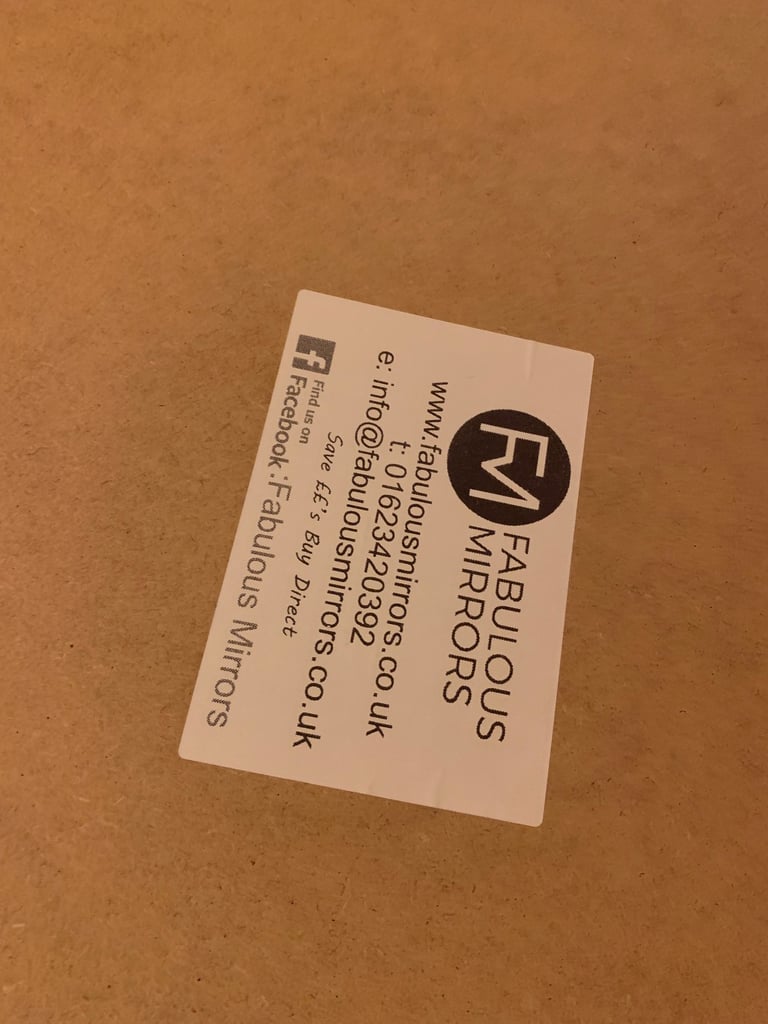 FM
FABULOUS
MIRRORS
www.fabulousmirrors.co.uk
t: 01623420392
e: info@fabulousmirrors.co.uk
Save ££'s Buy Direct
Find us on
Facebook :Fabulous Mirrors